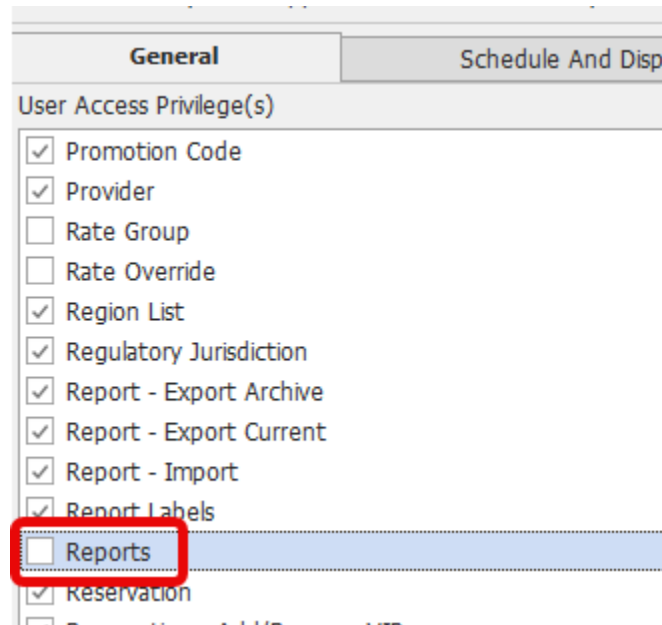 General
Schedule And Disp
User Access Privilege(s)
Promotion Code
Provider
Rate Group
Rate Override
Region List
Regulatory Jurisdiction
Report - Export Archive
Report - Export Current
Report - Import
Report Labels
Reports
Reservation